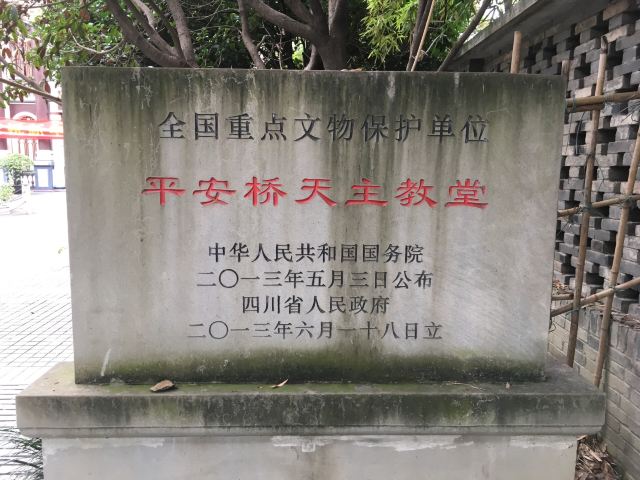 全国重点文物保护单位
平安桥天主教堂
中华人民共和国国务院
二〇一三年五月三日公布
四川省人民政府
二〇一三年六月一十八日立